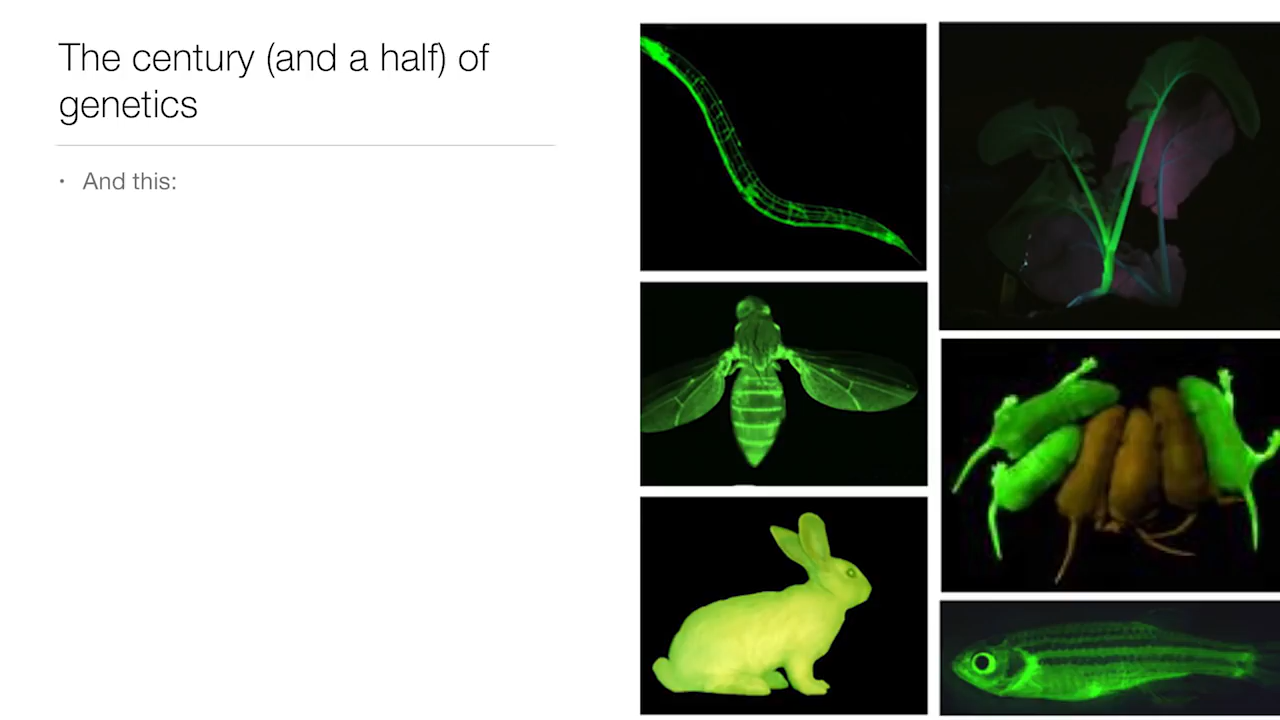 The century (and a half) of
genetics
• And this: